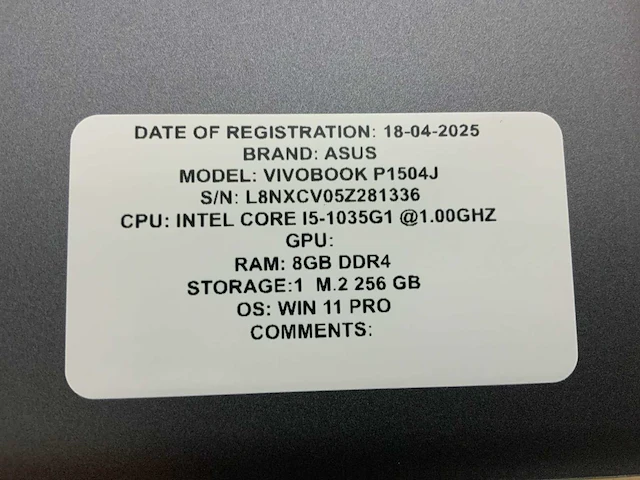 DATE OF REGISTRATION: 18-04-2025
BRAND: ASUS
MODEL: VIVOBOOK P1504J
S/N: L8NXCV05Z281336
CPU: INTEL CORE I5-1035G1 @1.00GHZ
GPU:
RAM: 8GB DDR4
STORAGE:1 M.2 256 GB
OS: WIN 11 PRO
COMMENTS: